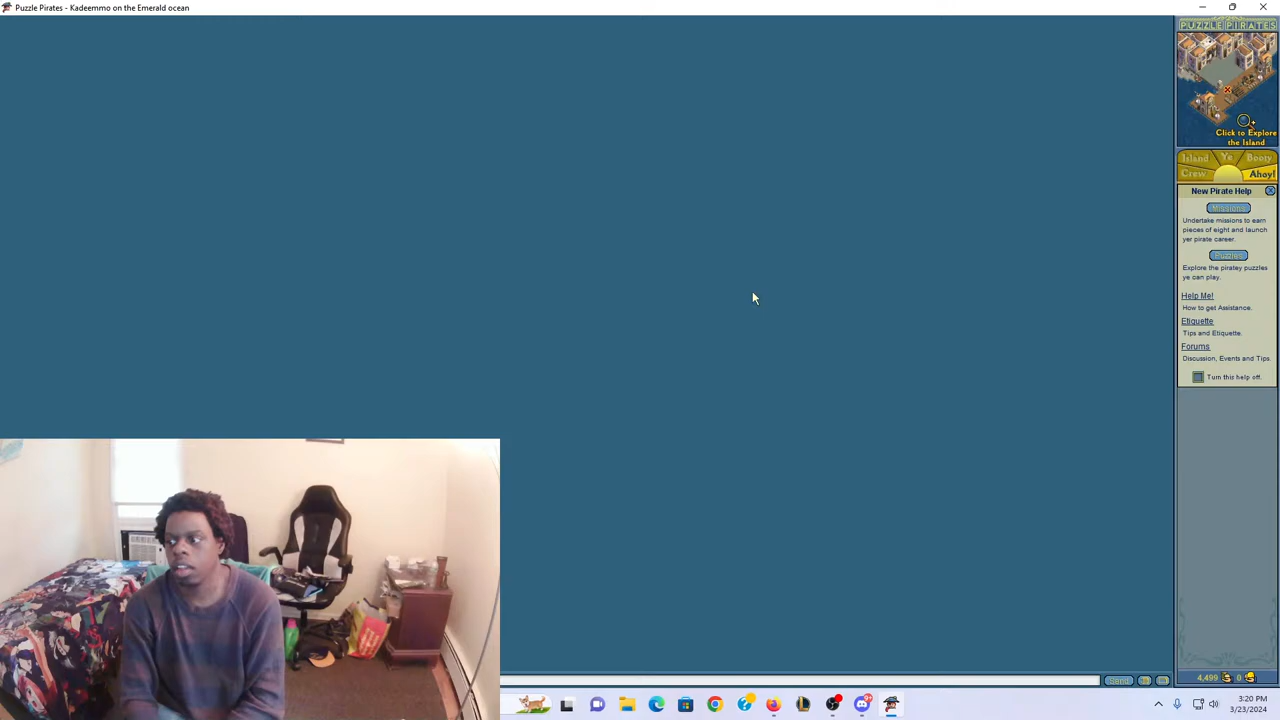 Puzzle Pirates - Kadeemmo on the Emerald ocean
PUZZLE PIRATES
Click to Explore
the Island
Island
Ye
Booty
Crew
Ahoy!
New Pirate Help
Missions
Undertake missions to earn
pieces of eight and launch
yer pirate career.
Puzzles
Explore the piratey puzzles
ye can play.
Help Me!
How to get Assistance.
Etiquette
Tips and Etiquette.
Forums
Discussion, Events and Tips.
Turn this help off.
4,499
0
Send
3:20 PM
3/23/2024